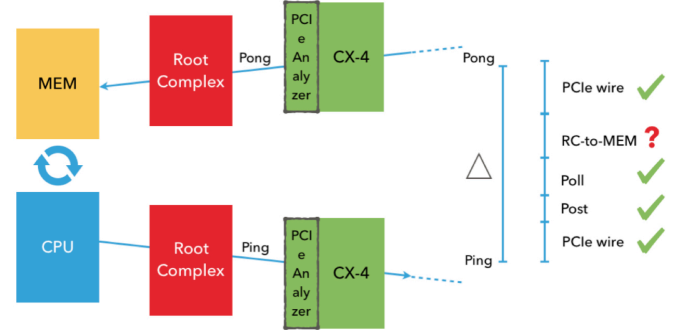 MEM
Root
Complex
Pong
PCI
e
An
aly
zer
CX-4
Pong
PCIe wire
RC-to-MEM ?
Poll
Post
PCIe wire
△
Ping
CPU
Root
Complex
Ping
PCI
e
An
aly
zer
CX-4